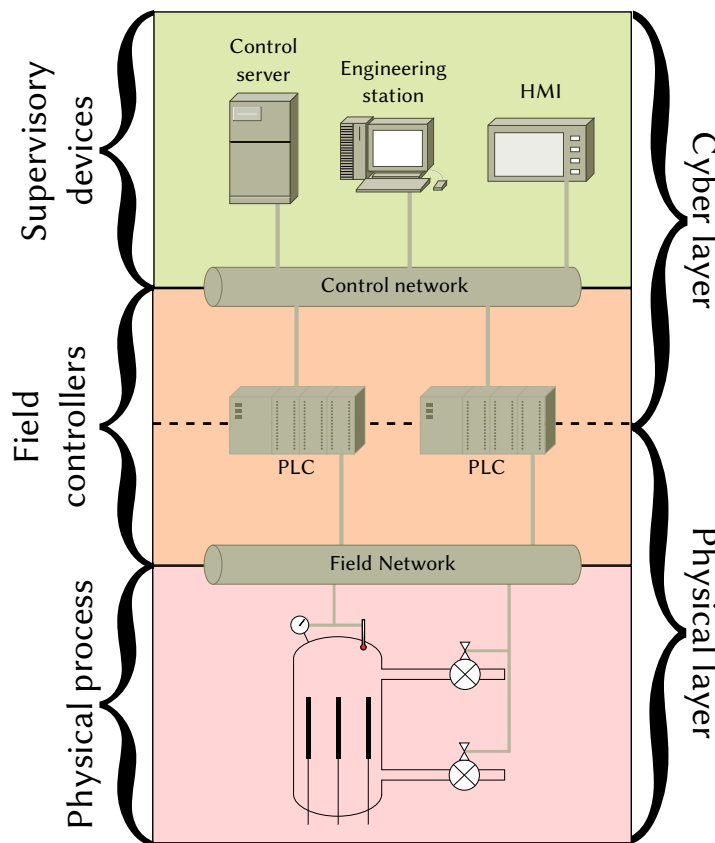 Control
server
Engineering
station
HMI
Supervisory
devices
Cyber layer
Control network
Field
controllers
PLC
PLC
Field Network
Physical process
Physical layer